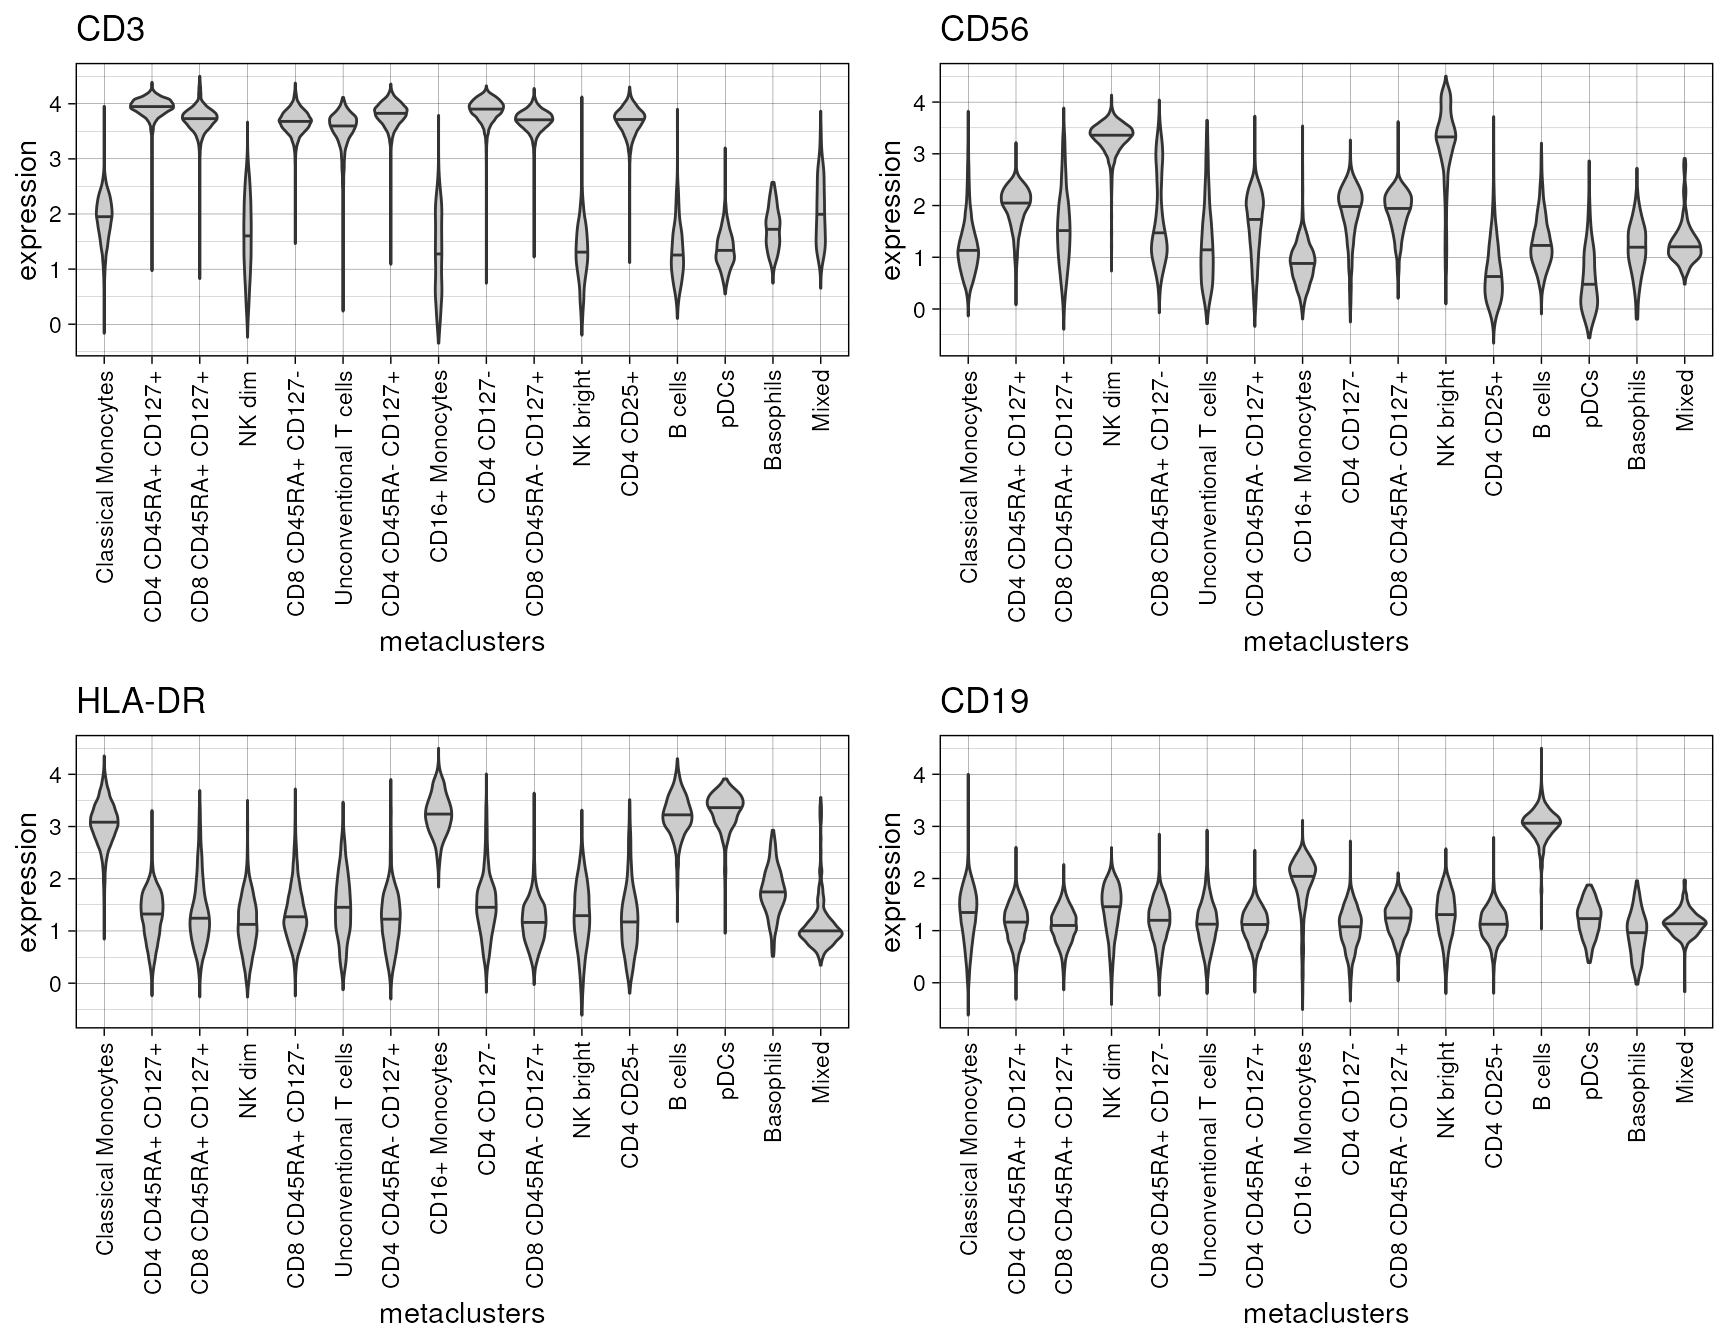 CD3
expression
4
3
2
1
0
Classical Monocytes
CD4 CD45RA+ CD127+
CD8 CD45RA+ CD127+
NK dim
CD8 CD45RA+ CD127-
Unconventional T cells
CD4 CD45RA- CD127+
CD16+ Monocytes
CD4 CD127-
CD8 CD45RA- CD127+
NK bright
CD4 CD25+
B cells
pDCs
Basophils
Mixed
metaclusters
CD56
expression
4
3
2
1
0
Classical Monocytes
CD4 CD45RA+ CD127+
CD8 CD45RA+ CD127+
NK dim
CD8 CD45RA+ CD127-
Unconventional T cells
CD4 CD45RA- CD127+
CD16+ Monocytes
CD4 CD127-
CD8 CD45RA- CD127+
NK bright
CD4 CD25+
B cells
pDCs
Basophils
Mixed
metaclusters
HLA-DR
expression
4
3
2
1
0
Classical Monocytes
CD4 CD45RA+ CD127+
CD8 CD45RA+ CD127+
NK dim
CD8 CD45RA+ CD127-
Unconventional T cells
CD4 CD45RA- CD127+
CD16+ Monocytes
CD4 CD127-
CD8 CD45RA- CD127+
NK bright
CD4 CD25+
B cells
pDCs
Basophils
Mixed
metaclusters
CD19
expression
4
3
2
1
0
Classical Monocytes
CD4 CD45RA+ CD127+
CD8 CD45RA+ CD127+
NK dim
CD8 CD45RA+ CD127-
Unconventional T cells
CD4 CD45RA- CD127+
CD16+ Monocytes
CD4 CD127-
CD8 CD45RA- CD127+
NK bright
CD4 CD25+
B cells
pDCs
Basophils
Mixed
metaclusters